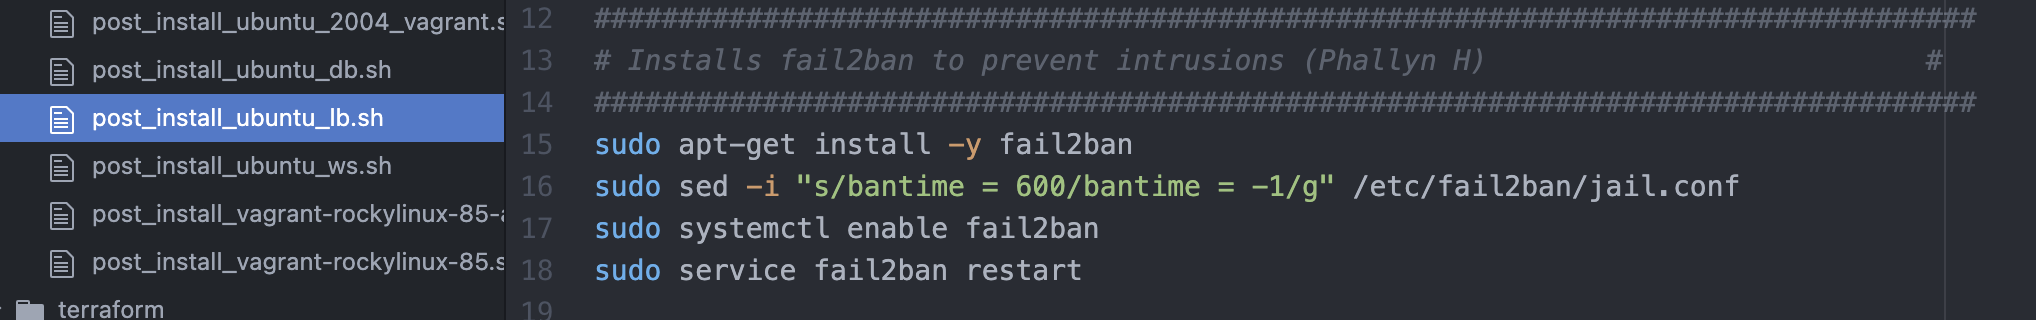 post_install_ubuntu_2004_vagrant.s
post_install_ubuntu_db.sh
post_install_ubuntu_lb.sh
post_install_ubuntu_ws.sh
post_install_vagrant-rockylinux-85-a
post_install_vagrant-rockylinux-85.s
terraform
12 ##################################################################################
13 # Installs fail2ban to prevent intrusions (Phallyn H) #
14 ##################################################################################
15 sudo apt-get install -y fail2ban
16 sudo sed -i "s/bantime = 600/bantime = -1/g" /etc/fail2ban/jail.conf
17 sudo systemctl enable fail2ban
18 sudo service fail2ban restart
19